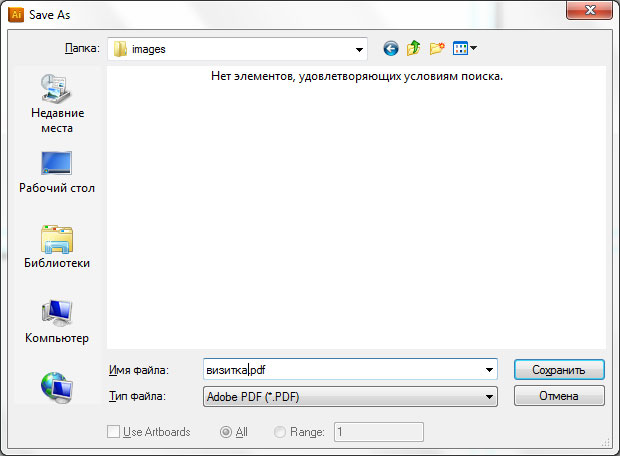 Ai Save As
Папка: images
Нет элементов, удовлетворяющих условиям поиска.
Недавние
места
Рабочий стол
Библиотеки
Компьютер
Имя файла: визитка.pdf Сохранить
Тип файла: Adobe PDF (*.PDF) Отмена
Use Artboards All Range: 1